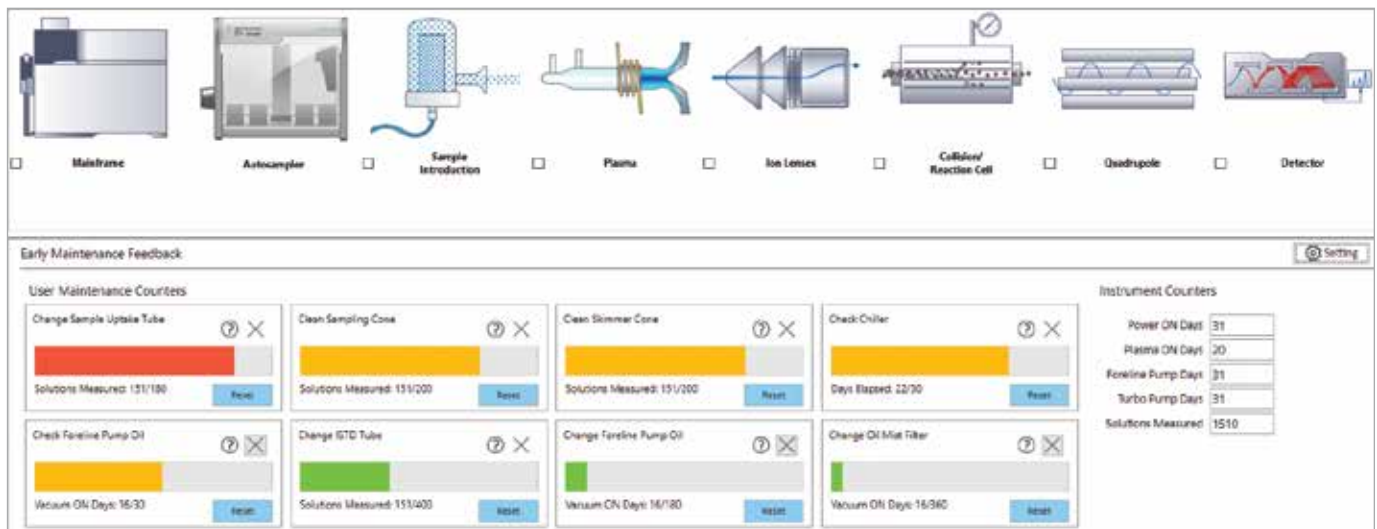 Mainframe
Autosampler
Sample
Introduction
Plasma
Ion Lenses
Collision/
Reaction Cell
Quadrupole
Detector
Early Maintenance Feedback
Setting
User Maintenance Counters
Instrument Counters
Change Sample Uptake Tube
Clean Sampling Cone
Clean Skimmer Cone
Check Chiller
Solutions Measured: 151/180
Reset
Solutions Measured: 151/200
Reset
Solutions Measured: 151/200
Reset
Days Elapsed: 22/30
Reset
Check Foreline Pump Oil
Change ISTD Tube
Change Foreline Pump Oil
Change Oil Mist Filter
Vacuum ON Days: 16/30
Reset
Solutions Measured: 151/400
Reset
Vacuum ON Days: 16/180
Reset
Vacuum ON Days: 16/360
Reset
Power ON Days 31
Plasma ON Days 20
Foreline Pump Days 31
Turbo Pump Days 31
Solutions Measured 1510